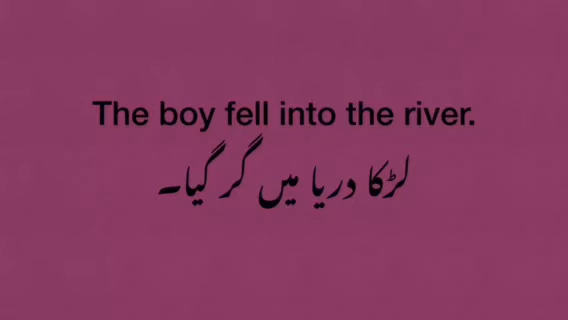 The boy fell into the river.
لڑکا دریا میں گر گیا۔